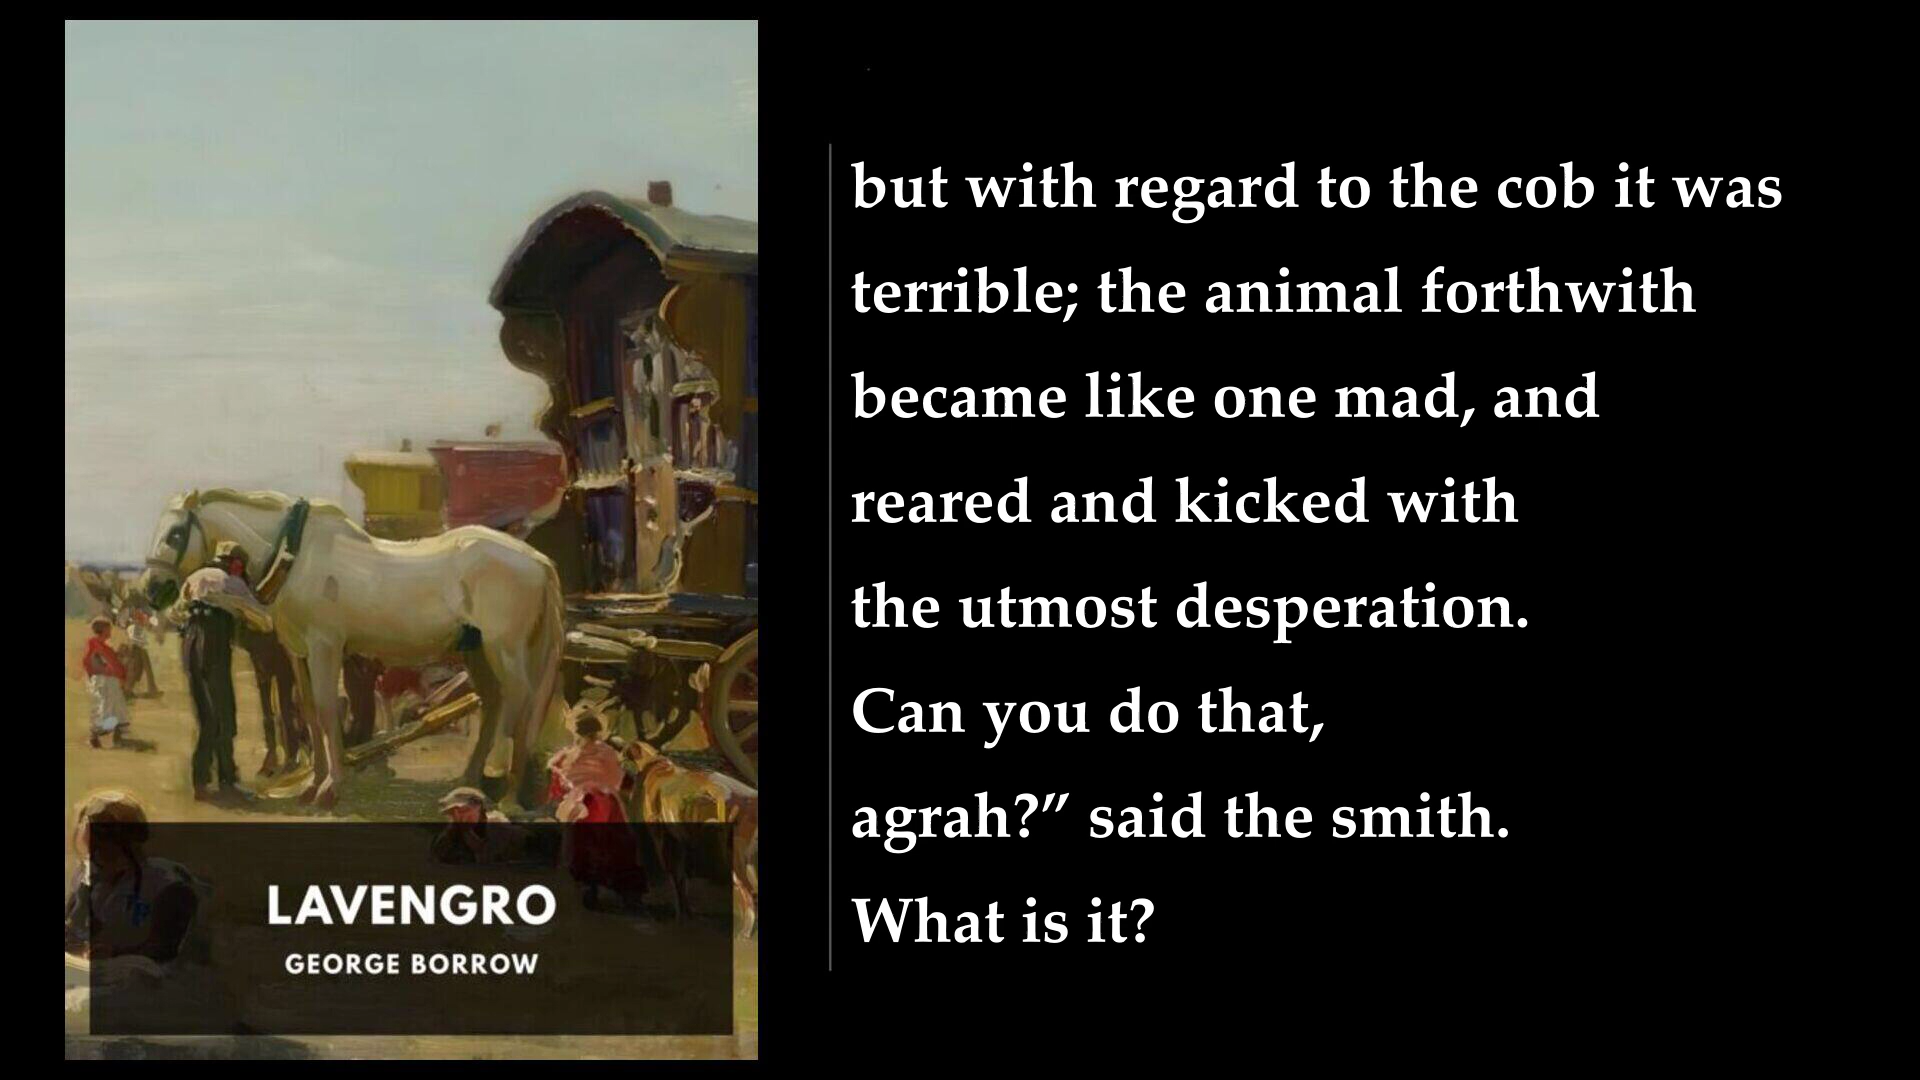 LAVENGRO
GEORGE BORROW
but with regard to the cob it was
terrible; the animal forthwith
became like one mad, and
reared and kicked with
the utmost desperation.
Can you do that,
agrah?” said the smith.
What is it?